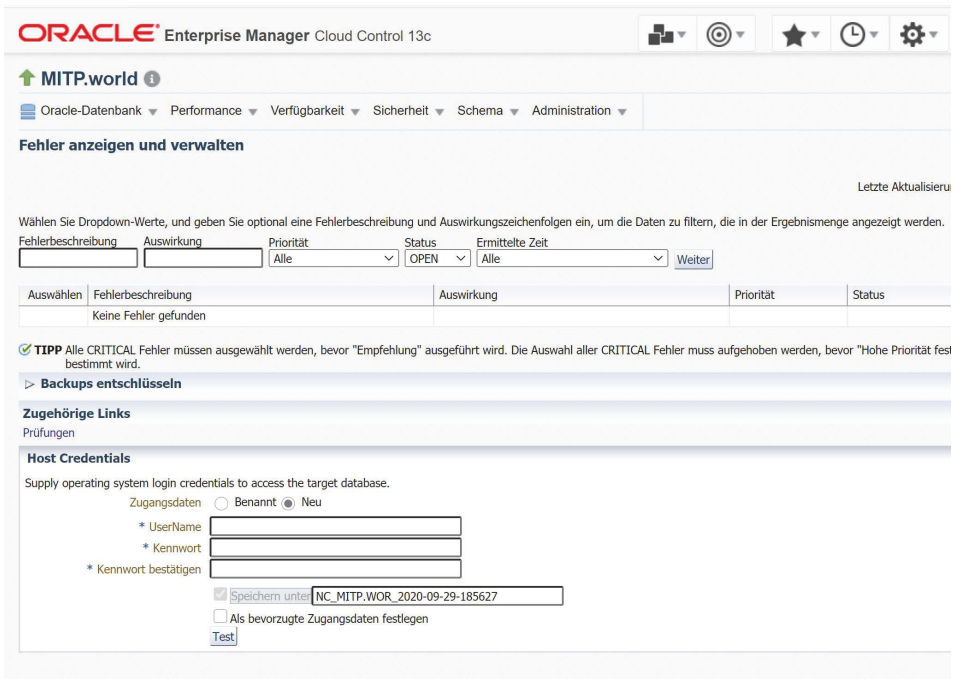 ORACLE' Enterprise Manager Cloud Control 13c
MITP.world
Oracle-Datenbank Performance Verfügbarkeit Sicherheit Schema Administration
Fehler anzeigen und verwalten
Letzte Aktualisieru
Wählen Sie Dropdown-Werte, und geben Sie optional eine Fehlerbeschreibung und Auswirkungszeichenfolgen ein, um die Daten zu filtern, die in der Ergebnismenge angezeigt werden.
Fehlerbeschreibung Auswirkung Priorität Status Ermittelte Zeit
Alle OPEN Alle Weiter
Auswählen Fehlerbeschreibung Auswirkung Priorität Status
Keine Fehler gefunden
TIPP Alle CRITICAL Fehler müssen ausgewählt werden, bevor "Empfehlung" ausgeführt wird. Die Auswahl aller CRITICAL Fehler muss aufgehoben werden, bevor "Hohe Priorität fest
bestimmt wird.
Backups entschlüsseln
Zugehörige Links
Prüfungen
Host Credentials
Supply operating system login credentials to access the target database.
Zugangsdaten Benannt Neu
* UserName
* Kennwort
* Kennwort bestätigen
Speichern unter NC_MITP.WOR_2020-09-29-185627
Als bevorzugte Zugangsdaten festlegen
Test